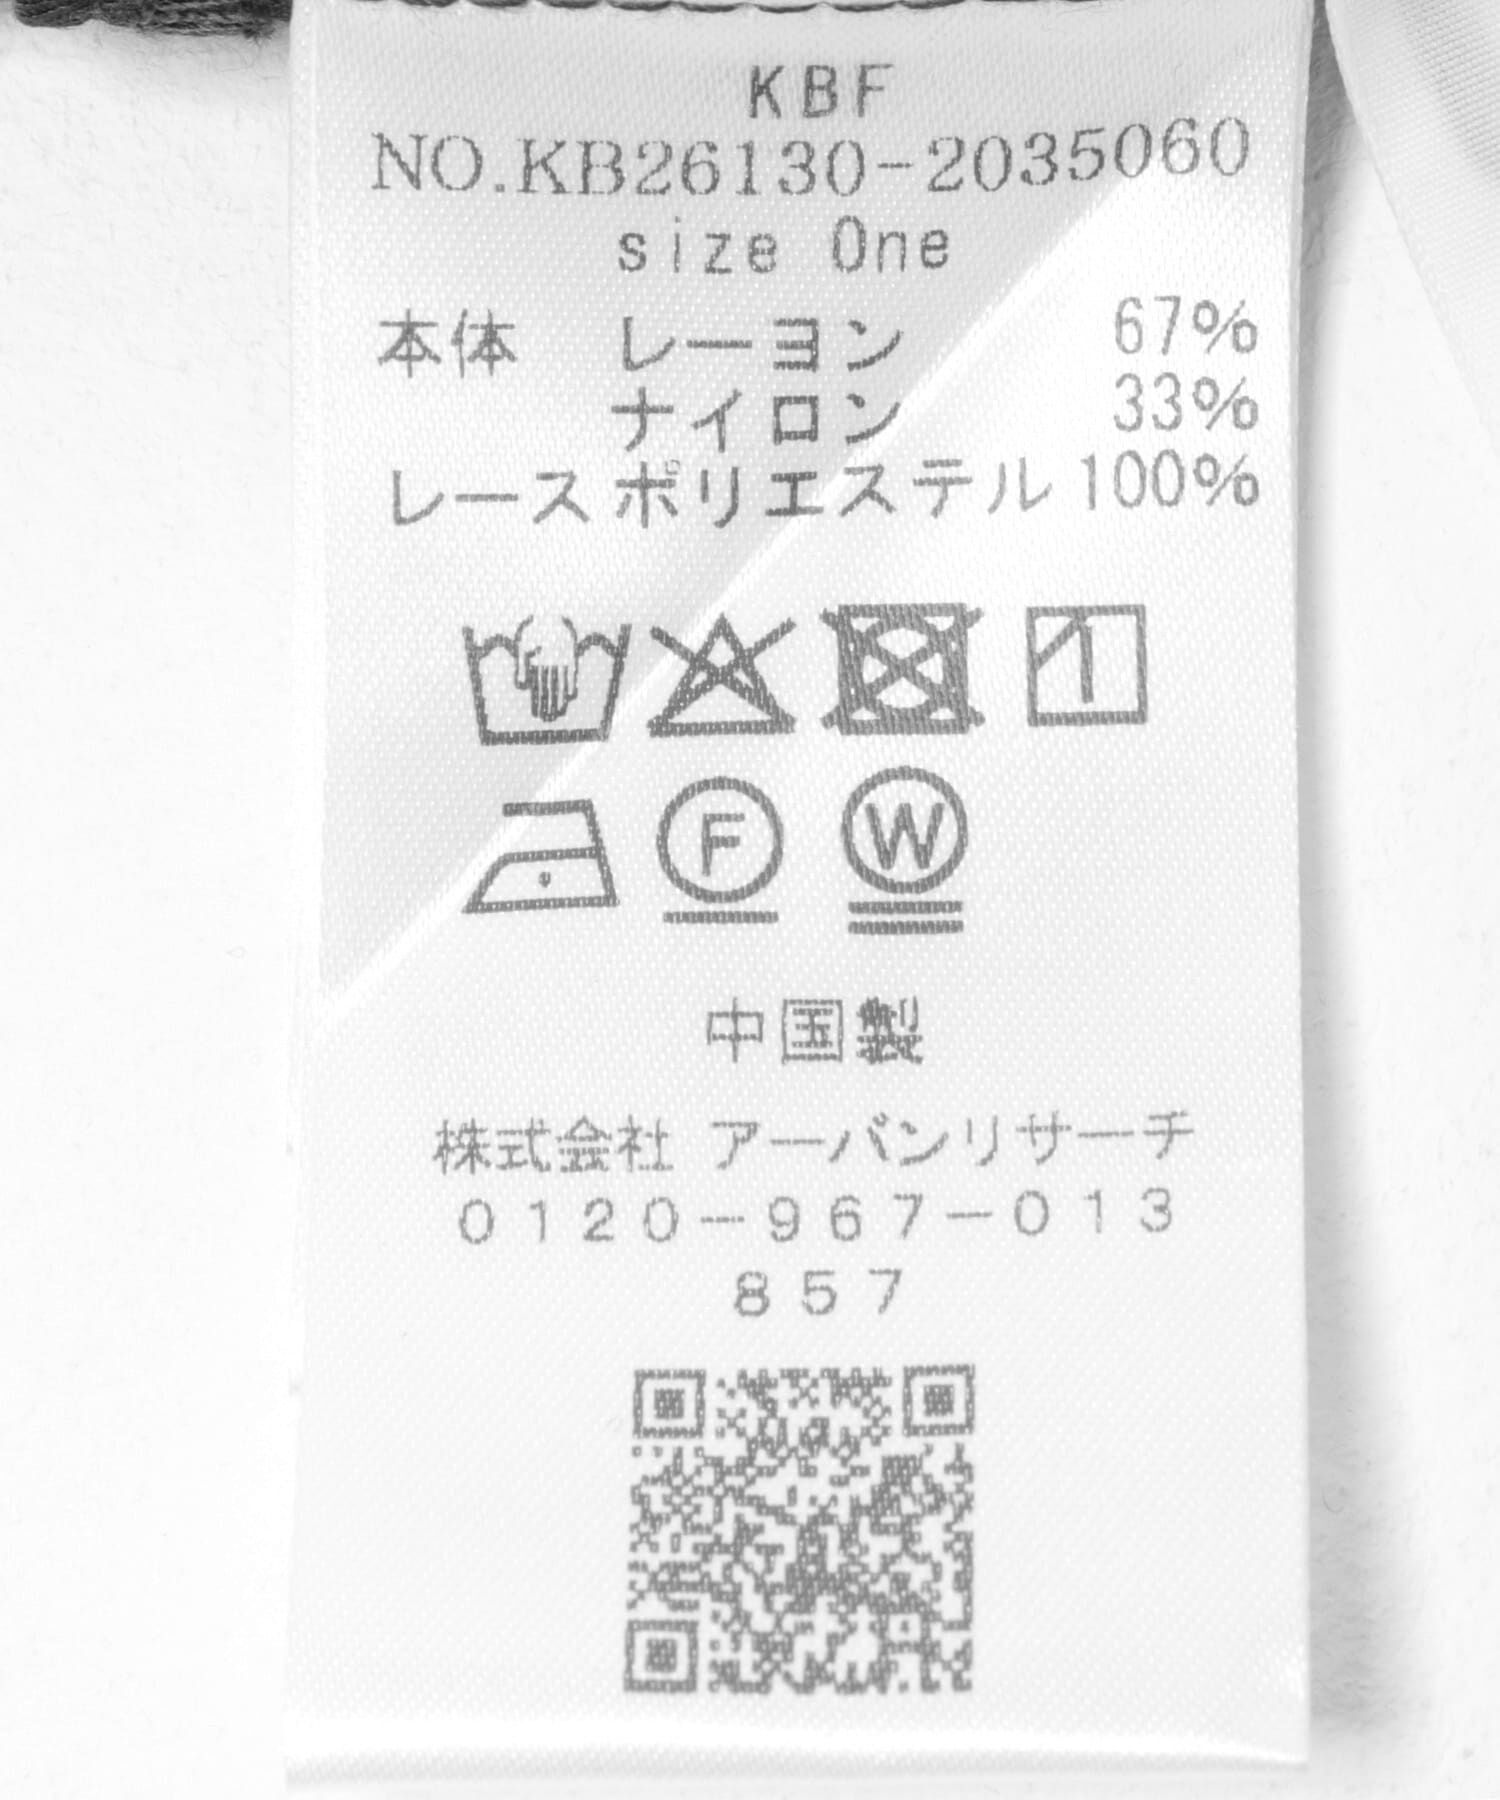 KBF
NO.KB26130-2035060
size One
本体 レーヨン 67%
ナイロン 33%
レース ポリエステル 100%
F W
中国製
株式会社 アーバンリサーチ
0120-967-013
857